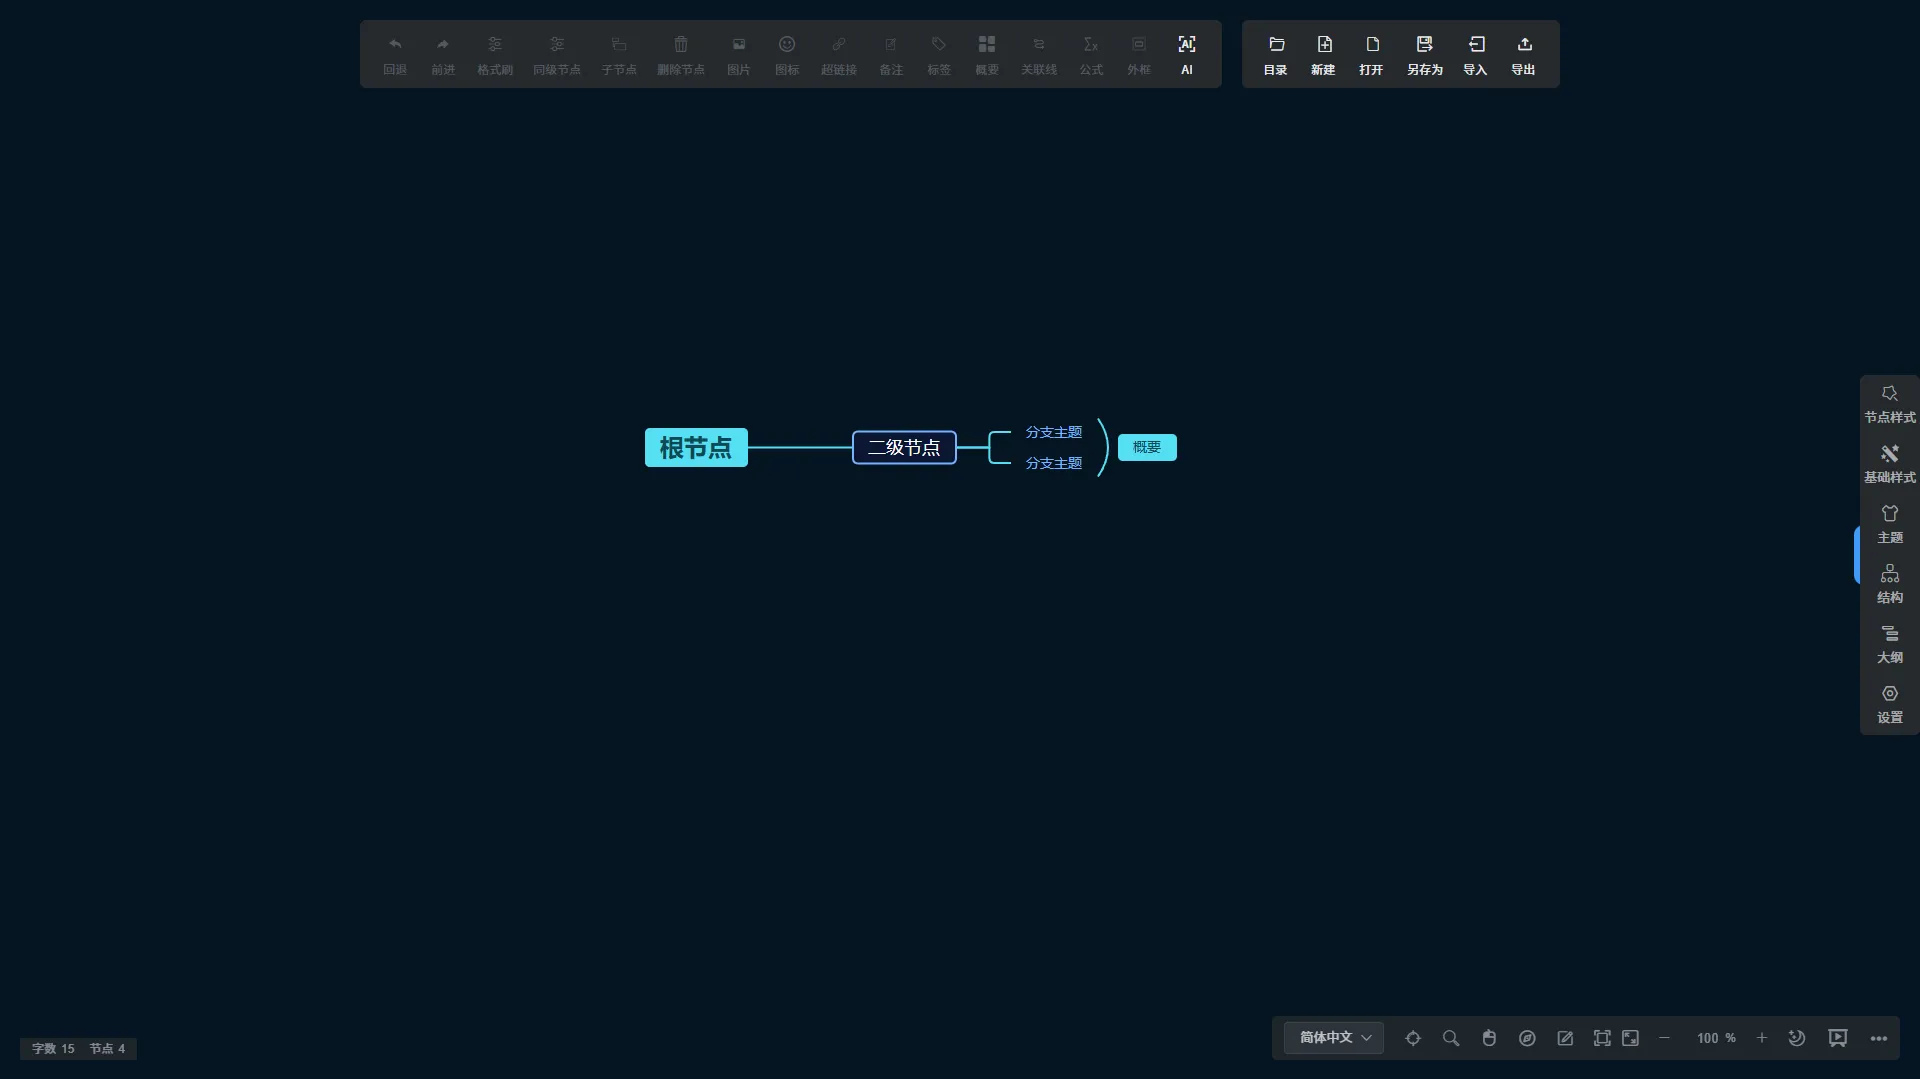 回退 前进 格式刷 同级节点 子节点 删除节点 图片 图标 超链接 备注 标签 概要 关联线 公式 外框 AI
目录 新建 打开 另存为 导入 导出
根节点
二级节点
分支主题
分支主题
概要
节点样式
基础样式
主题
结构
大纲
设置
字数 15 节点 4
简体中文 100 %